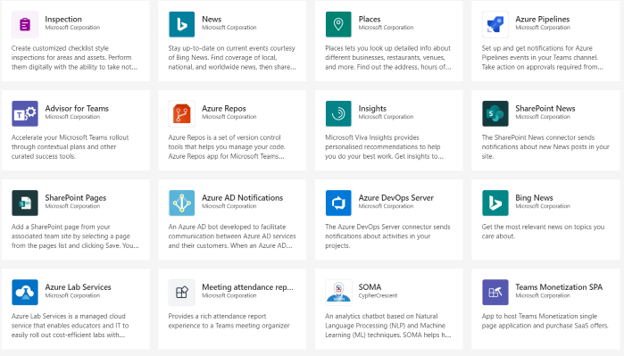 Inspection
Microsoft Corporation
Create customized checklist style
inspections for areas and assets. Perform
them digitally with the ability to take not...
News
Microsoft Corporation
Stay up-to-date on current events courtesy
of Bing News. Find coverage of local,
national, and worldwide news, then share...
Places
Microsoft Corporation
Places lets you look up detailed info about
different businesses, restaurants, venues,
and more. Find out the address, hours of...
Azure Pipelines
Microsoft Corporation
Set up and get notifications for Azure
Pipelines events in your Teams channel.
Take action on approvals required from...
Advisor for Teams
Microsoft Corporation
Accelerate your Microsoft Teams rollout
through contextual plans and other
curated success tools.
Azure Repos
Microsoft Corporation
Azure Repos is a set of version control
tools that helps you manage your code.
Azure Repos app for Microsoft Teams...
Insights
Microsoft Corporation
Microsoft Viva Insights provides
personalised recommendations to help
you do your best work. Get insights to...
SharePoint News
Microsoft Corporation
The SharePoint News connector sends
notifications about new News posts in your
site.
SharePoint Pages
Microsoft Corporation
Add a SharePoint page from your
associated team site by selecting a page
from the pages list and clicking Save. You...
Azure AD Notifications
Microsoft Corporation
An Azure AD bot developed to facilitate
communication between Azure AD services
and their customers. When an Azure AD...
Azure DevOps Server
Microsoft Corporation
The Azure DevOps Server connector sends
notifications about activities in your
projects.
Bing News
Microsoft Corporation
Get the most relevant news on topics you
care about.
Azure Lab Services
Microsoft Corporation
Azure Lab Services is a managed cloud
service that enables educators and IT to
easily roll out cost-efficient labs with...
Meeting attendance rep...
Microsoft Corporation
Provides a rich attendance report
experience to a Teams meeting organizer
SOMA
CypherCrescent
An analytics chatbot based on Natural
Language Processing (NLP) and Machine
Learning (ML) techniques. SOMA helps h...
Teams Monetization SPA
Microsoft Corporation
App to host Teams Monetization single
page application and purchase SaaS offers.